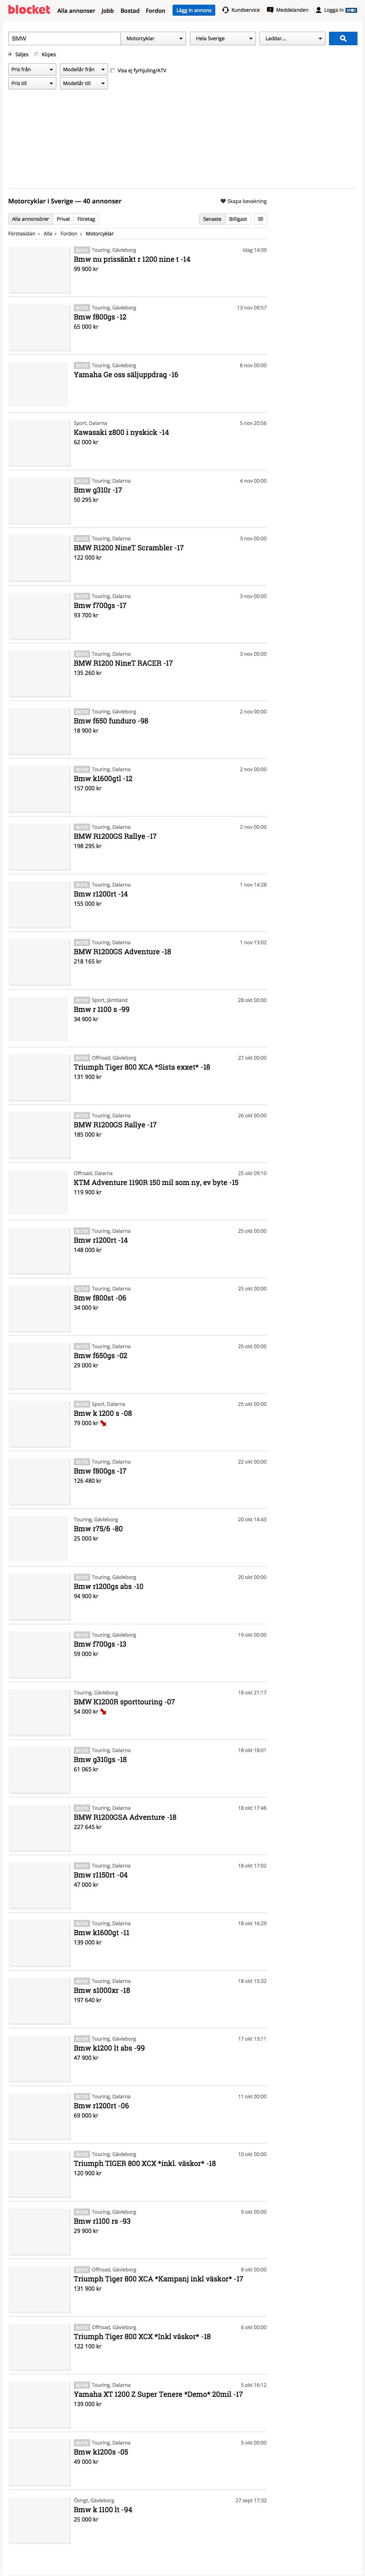 blocket Alla annonser Jobb Bostad Fordon Lägg in annons Kundservice Meddelanden Logga in
BMW Motorcyklar Hela Sverige Laddar...
Säljes Köpes
Pris från Modellår från Visa ej fyrhjuling/ATV
Pris till Modellår till
Motorcyklar i Sverige — 40 annonser Skapa bevakning
Alla annonsörer Privat Företag Senaste Billigast
Förstasidan › Alla › Fordon › Motorcyklar
BUTIK Touring, Gävleborg Idag 14:09
Bmw nu prissänkt r 1200 nine t -14
99 900 kr
BUTIK Touring, Gävleborg 13 nov 09:57
Bmw f800gs -12
65 000 kr
BUTIK Touring, Gävleborg 8 nov 00:00
Yamaha Ge oss säljuppdrag -16
Sport, Dalarna 5 nov 20:56
Kawasaki z800 i nyskick -14
62 000 kr
BUTIK Touring, Dalarna 4 nov 00:00
Bmw g310r -17
50 295 kr
BUTIK Touring, Dalarna 3 nov 00:00
BMW R1200 NineT Scrambler -17
122 000 kr
BUTIK Touring, Dalarna 3 nov 00:00
Bmw f700gs -17
93 700 kr
BUTIK Touring, Dalarna 3 nov 00:00
BMW R1200 NineT RACER -17
135 260 kr
BUTIK Touring, Gävleborg 2 nov 00:00
Bmw f650 funduro -98
18 900 kr
BUTIK Touring, Dalarna 2 nov 00:00
Bmw k1600gtl -12
157 000 kr
BUTIK Touring, Dalarna 2 nov 00:00
BMW R1200GS Rallye -17
198 295 kr
BUTIK Touring, Dalarna 1 nov 14:28
Bmw r1200rt -14
155 000 kr
BUTIK Touring, Dalarna 1 nov 13:02
BMW R1200GS Adventure -18
218 165 kr
BUTIK Sport, Jämtland 28 okt 00:00
Bmw r 1100 s -99
34 900 kr
BUTIK Offroad, Gävleborg 27 okt 00:00
Triumph Tiger 800 XCA *Sista exxet* -18
131 900 kr
BUTIK Touring, Dalarna 26 okt 00:00
BMW R1200GS Rallye -17
185 000 kr
Offroad, Dalarna 25 okt 09:10
KTM Adventure 1190R 150 mil som ny, ev byte -15
119 900 kr
BUTIK Touring, Dalarna 25 okt 00:00
Bmw r1200rt -14
148 000 kr
BUTIK Touring, Dalarna 25 okt 00:00
Bmw f800st -06
34 000 kr
BUTIK Touring, Dalarna 25 okt 00:00
Bmw f650gs -02
29 000 kr
BUTIK Sport, Dalarna 25 okt 00:00
Bmw k 1200 s -08
79 000 kr
BUTIK Touring, Dalarna 22 okt 00:00
Bmw f800gs -17
126 480 kr
Touring, Gävleborg 20 okt 14:43
Bmw r75/6 -80
25 000 kr
BUTIK Touring, Gävleborg 20 okt 00:00
Bmw r1200gs abs -10
94 900 kr
BUTIK Touring, Gävleborg 19 okt 00:00
Bmw f700gs -13
59 000 kr
Touring, Gävleborg 18 okt 21:17
BMW K1200R sporttouring -07
54 000 kr
BUTIK Touring, Dalarna 18 okt 18:01
Bmw g310gs -18
61 065 kr
BUTIK Touring, Dalarna 18 okt 17:46
BMW R1200GSA Adventure -18
227 645 kr
BUTIK Touring, Dalarna 18 okt 17:02
Bmw r1150rt -04
47 000 kr
BUTIK Touring, Dalarna 18 okt 16:29
Bmw k1600gt -11
139 000 kr
BUTIK Touring, Dalarna 18 okt 15:32
Bmw s1000xr -18
197 640 kr
BUTIK Touring, Gävleborg 17 okt 13:11
Bmw k1200 lt abs -99
47 900 kr
BUTIK Touring, Dalarna 11 okt 00:00
Bmw r1200rt -06
69 000 kr
BUTIK Touring, Gävleborg 10 okt 00:00
Triumph TIGER 800 XCX *inkl. väskor* -18
120 900 kr
BUTIK Touring, Gävleborg 9 okt 00:00
Bmw r1100 rs -93
29 900 kr
BUTIK Offroad, Gävleborg 8 okt 00:00
Triumph Tiger 800 XCA *Kampanj inkl väskor* -17
131 900 kr
BUTIK Offroad, Gävleborg 6 okt 00:00
Triumph Tiger 800 XCX *Inkl väskor* -18
122 100 kr
BUTIK Touring, Dalarna 5 okt 16:12
Yamaha XT 1200 Z Super Tenere *Demo* 20mil -17
139 000 kr
BUTIK Touring, Dalarna 5 okt 00:00
Bmw k1200s -05
49 000 kr
Övrigt, Gävleborg 27 sept 17:32
Bmw k 1100 lt -94
25 000 kr